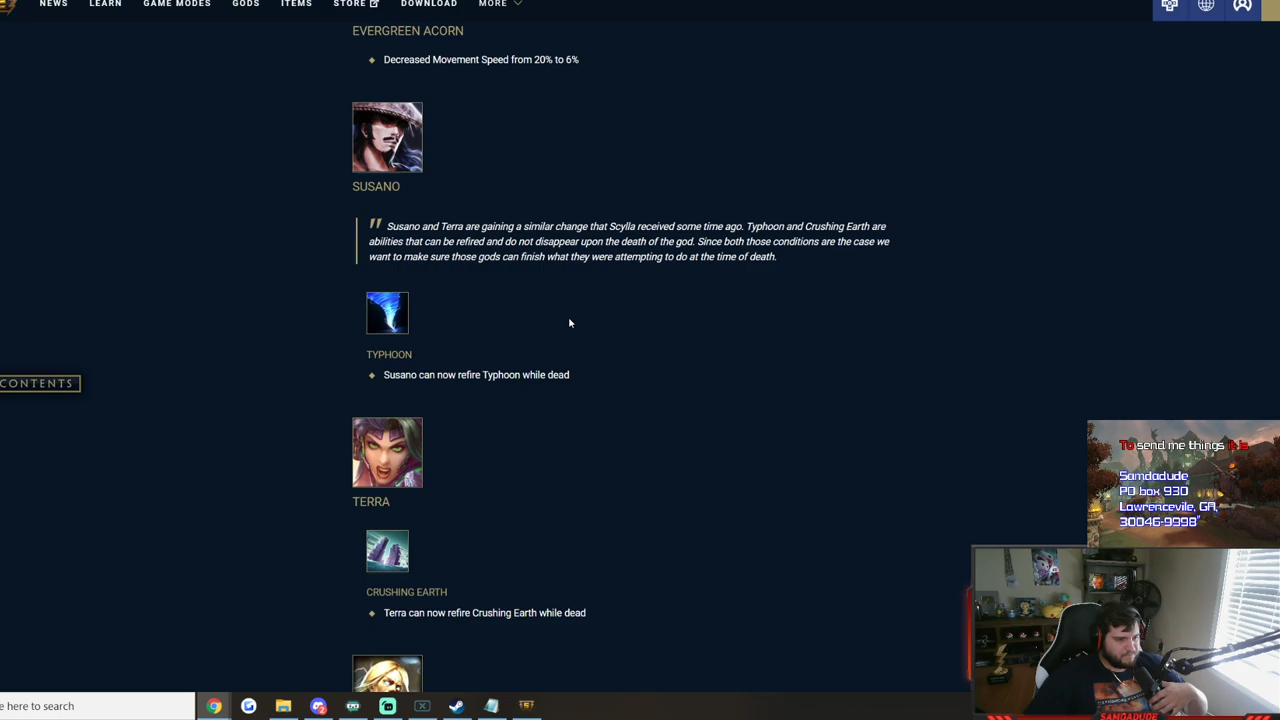 NEWS LEARN GAME MODES GODS ITEMS STORE DOWNLOAD MORE
EVERGREEN ACORN
Decreased Movement Speed from 20% to 6%
SUSANO
" Susano and Terra are gaining a similar change that Scylla received some time ago. Typhoon and Crushing Earth are
abilities that can be refired and do not disappear upon the death of the god. Since both those conditions are the case we
want to make sure those gods can finish what they were attempting to do at the time of death.
TYPHOON
Susano can now refire Typhoon while dead
CONTENTS
TERRA
CRUSHING EARTH
Terra can now refire Crushing Earth while dead
To send me things it is
Samdadude
PO box 930
Lawrencevile, GA,
30046-9998"
e here to search
SAMDADUDE